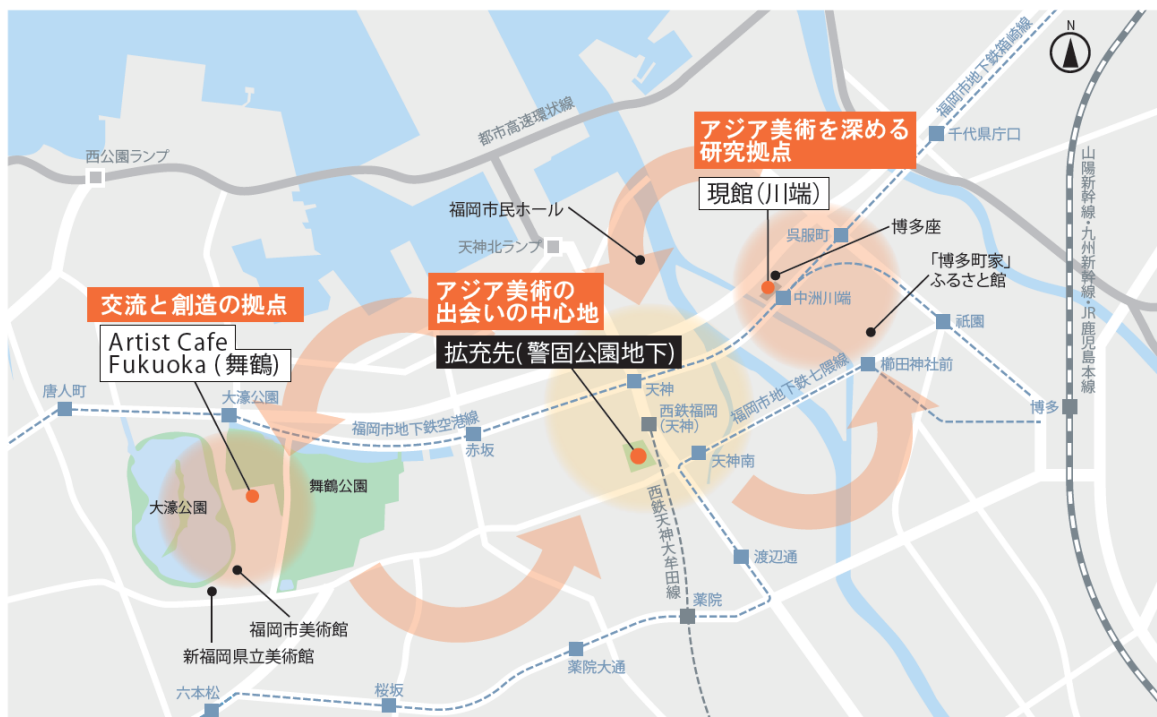 N
福岡市地下鉄箱崎線
都市高速環状線
アジア美術を深める
研究拠点
千代県庁口
山陽新幹線・九州新幹線・JR鹿児島本線
西公園ランプ
現館(川端)
福岡市民ホール
呉服町
博多座
天神北ランプ
「博多町家」
ふるさと館
アジア美術の
出会いの中心地
交流と創造の拠点
中洲川端
祇園
Artist Cafe
Fukuoka (舞鶴)
拡充先(警固公園地下)
櫛田神社前
天神
唐人町
大濠公園
福岡市地下鉄空港線
西鉄福岡
(天神)
福岡市地下鉄七隈線
博多
赤坂
天神南
舞鶴公園
大濠公園
西鉄天神大牟田線
渡辺通
薬院
福岡市美術館
新福岡県立美術館
薬院大通
六本松
桜坂